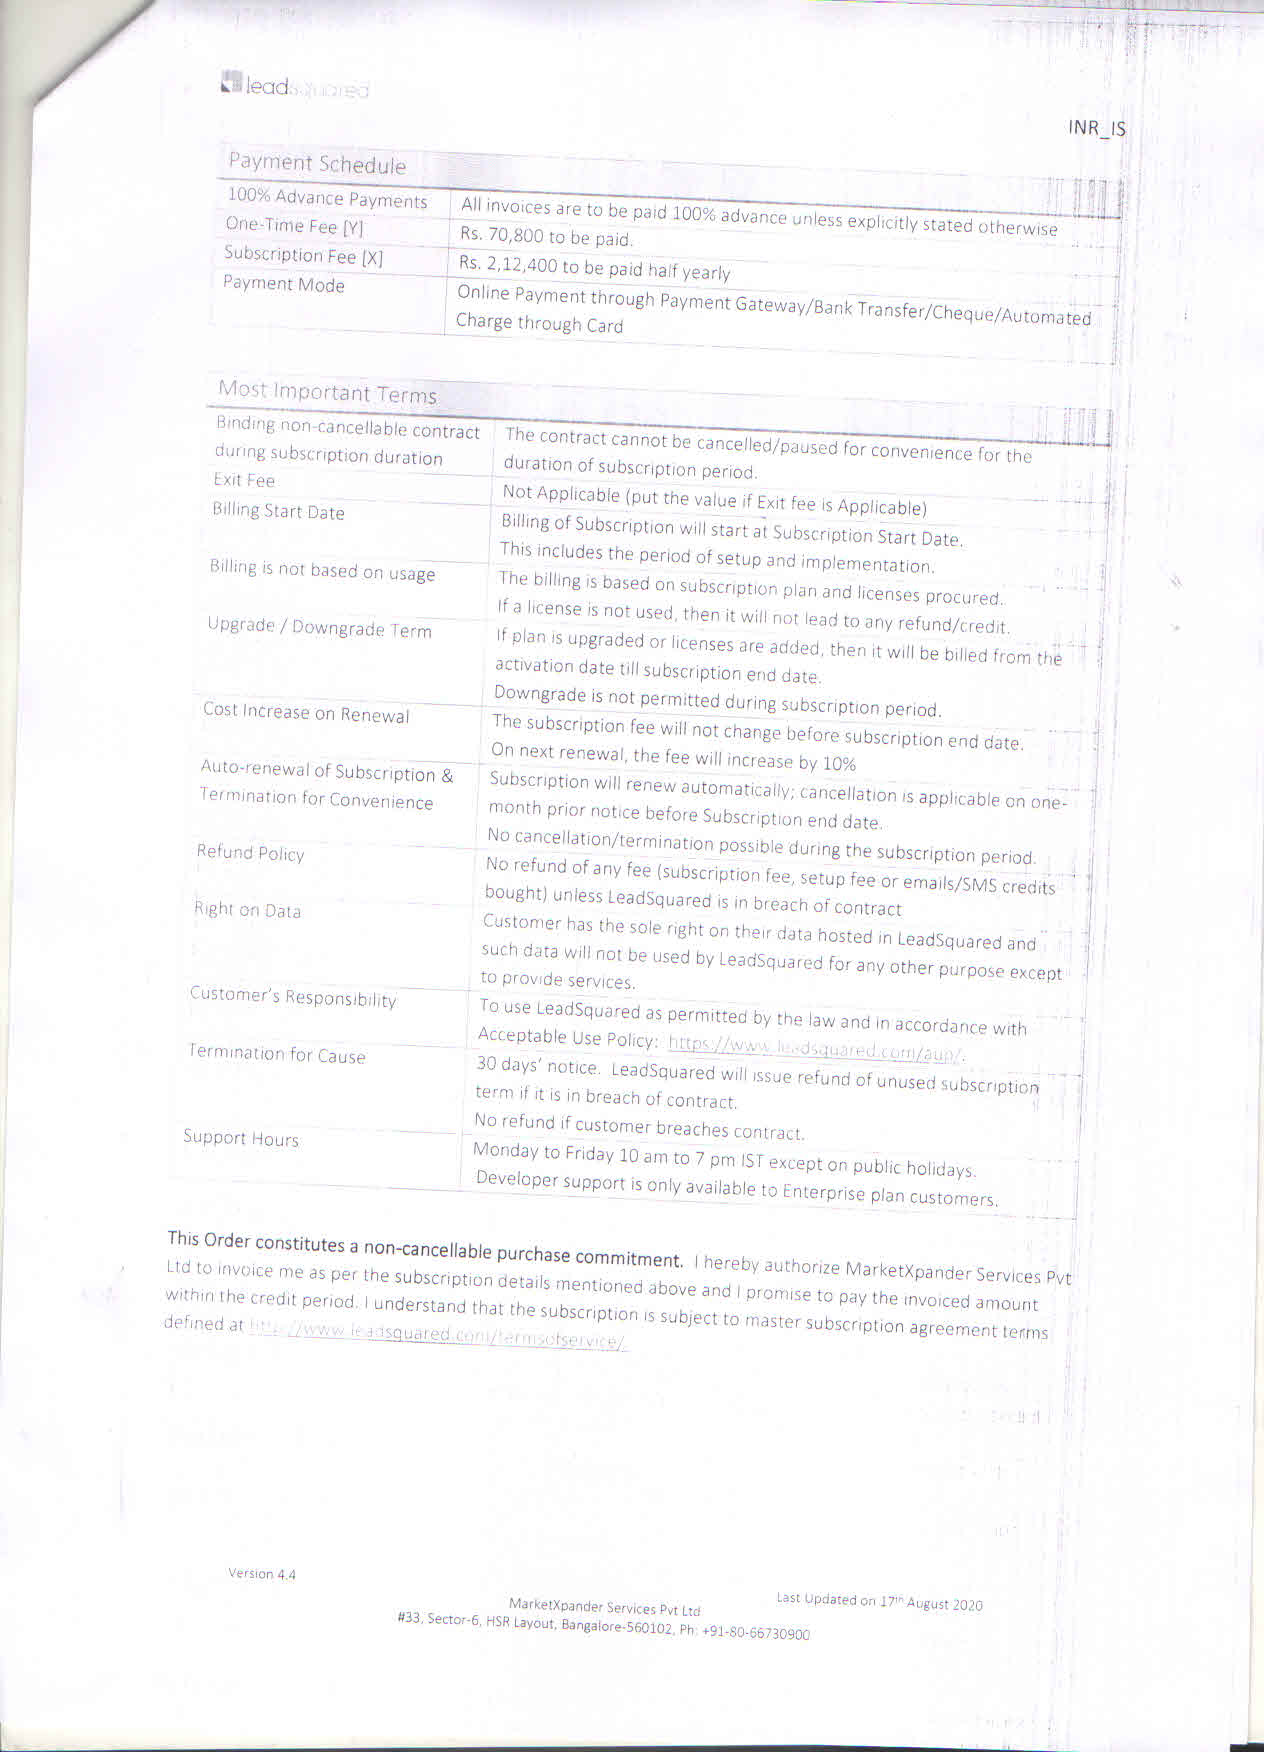 leadsquared
INR_IS
Payment Schedule
100% Advance Payments
All invoices are to be paid 100% advance unless explicitly stated otherwise
One-Time Fee [Y]
Rs. 70,800 to be paid.
Subscription Fee [X]
Rs. 2,12,400 to be paid half yearly
Payment Mode
Online Payment through Payment Gateway/Bank Transfer/Cheque/Automated
Charge through Card
Most Important Terms
Binding non-cancellable contract
during subscription duration
The contract cannot be cancelled/paused for convenience for the
duration of subscription period.
Exit Fee
Not Applicable (put the value if Exit fee is Applicable)
Billing Start Date
Billing of Subscription will start at Subscription Start Date.
This includes the period of setup and implementation.
Billing is not based on usage
The billing is based on subscription plan and licenses procured.
If a license is not used, then it will not lead to any refund/credit.
Upgrade / Downgrade Term
If plan is upgraded or licenses are added, then it will be billed from the
activation date till subscription end date.
Downgrade is not permitted during subscription period.
Cost Increase on Renewal
The subscription fee will not change before subscription end date.
On next renewal, the fee will increase by 10%
Auto-renewal of Subscription &
Termination for Convenience
Subscription will renew automatically; cancellation is applicable on one-
month prior notice before Subscription end date.
No cancellation/termination possible during the subscription period.
Refund Policy
No refund of any fee (subscription fee, setup fee or emails/SMS credits
bought) unless LeadSquared is in breach of contract
Right on Data
Customer has the sole right on their data hosted in LeadSquared and
such data will not be used by LeadSquared for any other purpose except
to provide services.
Customer's Responsibility
To use LeadSquared as permitted by the law and in accordance with
Acceptable Use Policy: https://www.leadsquared.com/aup/.
Termination for Cause
30 days' notice. LeadSquared will issue refund of unused subscription
term if it is in breach of contract.
No refund if customer breaches contract.
Support Hours
Monday to Friday 10 am to 7 pm IST except on public holidays.
Developer support is only available to Enterprise plan customers.
This Order constitutes a non-cancellable purchase commitment. I hereby authorize MarketXpander Services Pvt
Ltd to invoice me as per the subscription details mentioned above and I promise to pay the invoiced amount
within the credit period. I understand that the subscription is subject to master subscription agreement terms
defined at http://www.leadsquared.com/termsofservice/
Version 4.4
Last Updated on 17th August 2020
MarketXpander Services Pvt Ltd
#33, Sector-6, HSR Layout, Bangalore-560102, Ph: +91-80-66730900